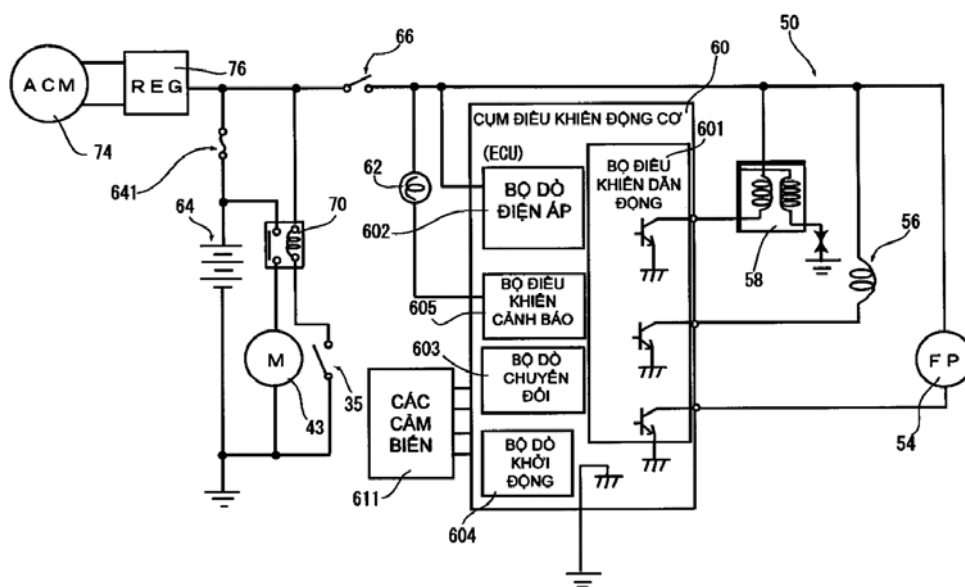 50
66
ACM
REG
76
60
CỤM ĐIỀU KHIỂN ĐỘNG CƠ
601
74
(ECU)
BỘ ĐIỀU
KHIỂN DẪN
ĐỘNG
641
62
BỘ DÒ
ĐIỆN ÁP
602
64
70
58
56
BỘ ĐIỀU
KHIỂN
CẢNH BÁO
605
603
BỘ DÒ
CHUYỂN
ĐỔI
M
43
35
CÁC
CẢM
BIẾN
611
FP
54
BỘ DÒ
KHỞI
ĐỘNG
604